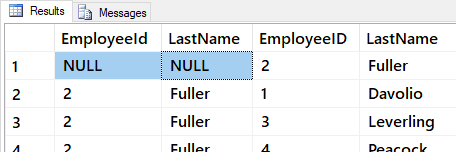 Results Messages
EmployeeId LastName EmployeeID LastName
1 NULL NULL 2 Fuller
2 2 Fuller 1 Davolio
3 2 Fuller 3 Leverling
4 2 Fuller 4 Peacock